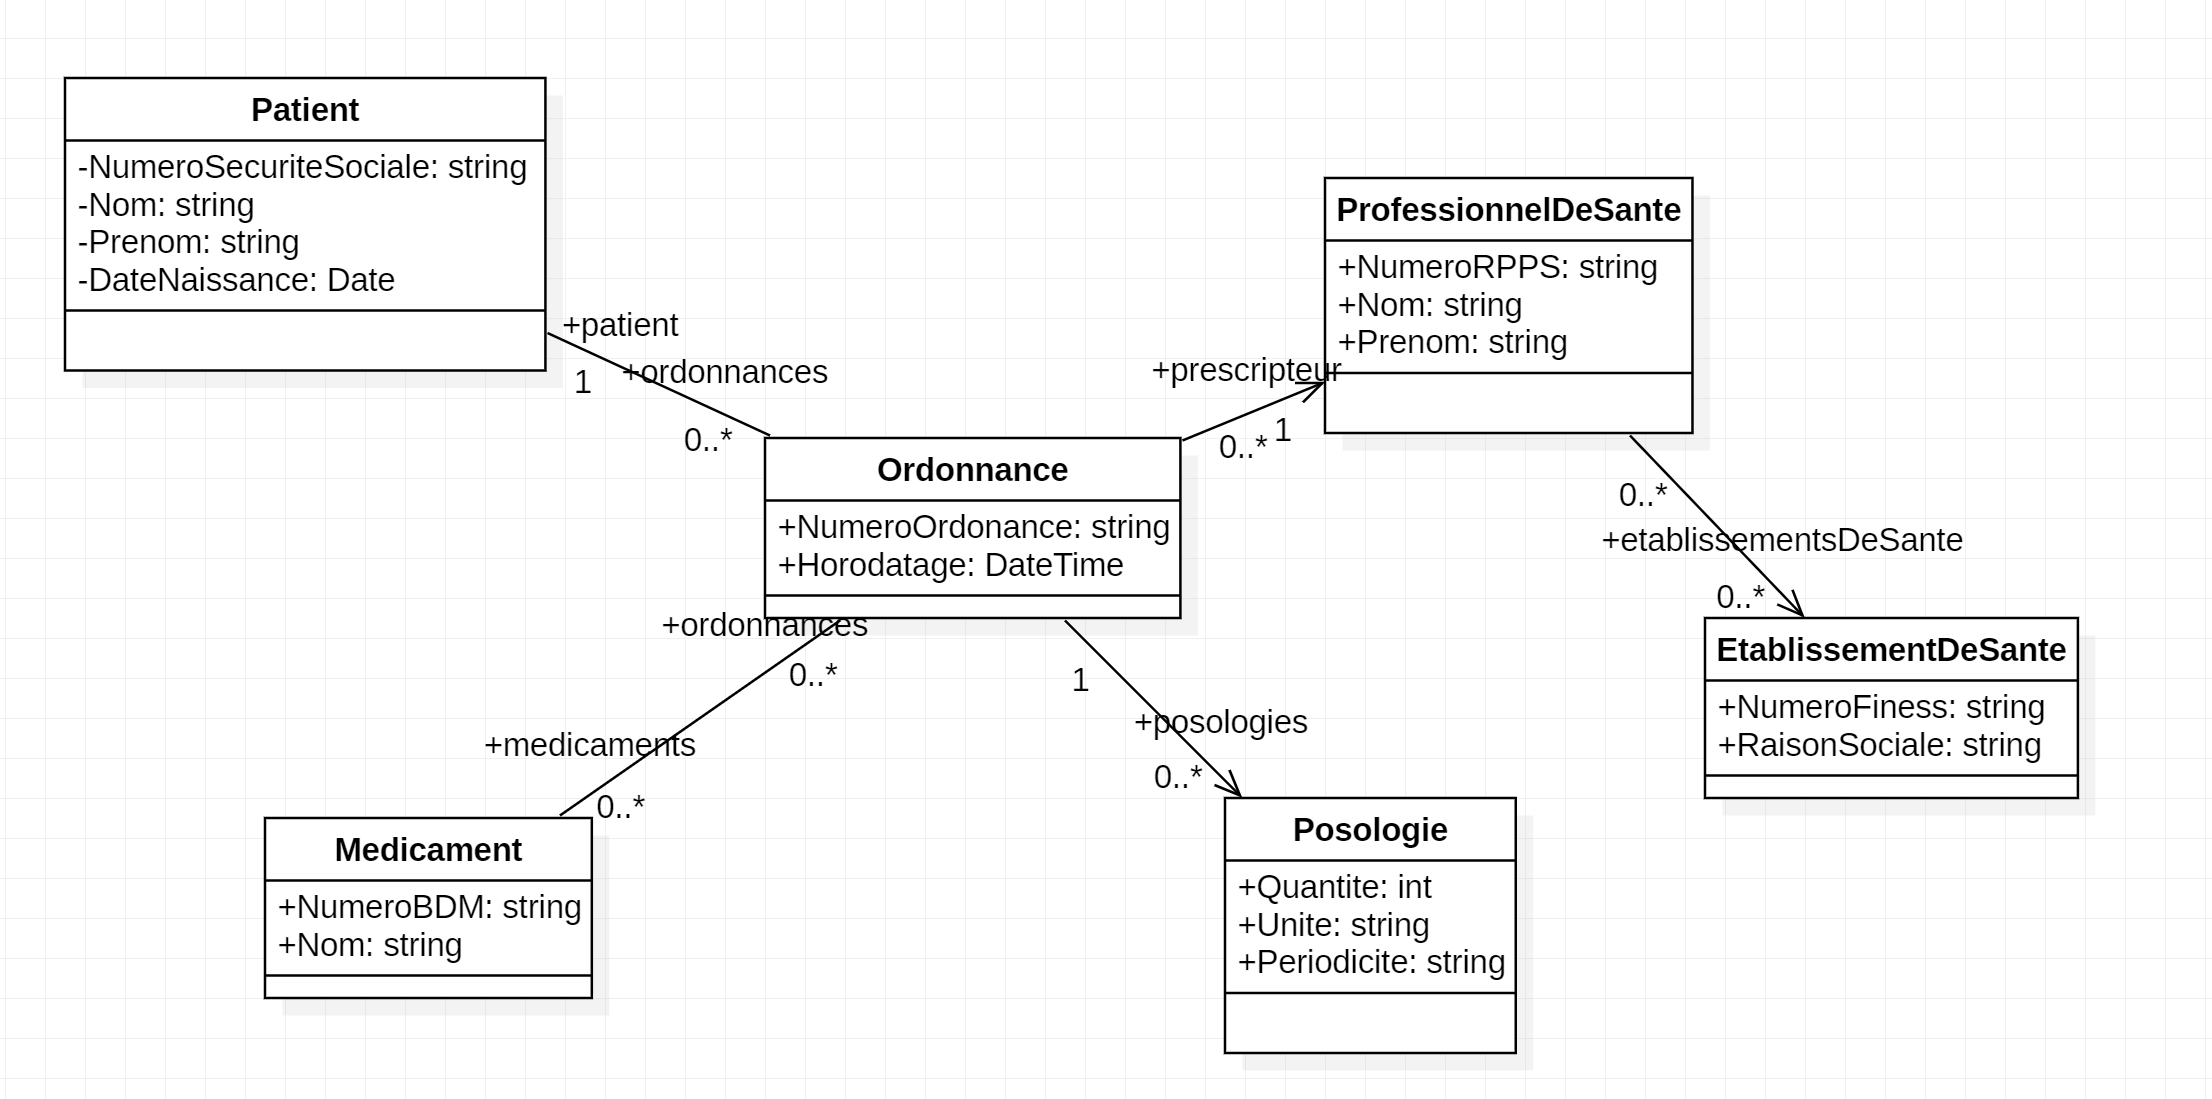 Patient
-NumeroSecuriteSociale: string
-Nom: string
-Prenom: string
-DateNaissance: Date
+patient
1
+ordonnances
0..*
ProfessionnelDeSante
+NumeroRPPS: string
+Nom: string
+Prenom: string
+prescripteur
1
0..*
Ordonnance
+NumeroOrdonance: string
+Horodatage: DateTime
0..*
+etablissementsDeSante
0..*
EtablissementDeSante
+NumeroFiness: string
+RaisonSociale: string
+ordonnances
0..*
+medicaments
0..*
1
+posologies
0..*
Medicament
+NumeroBDM: string
+Nom: string
Posologie
+Quantite: int
+Unite: string
+Periodicite: string